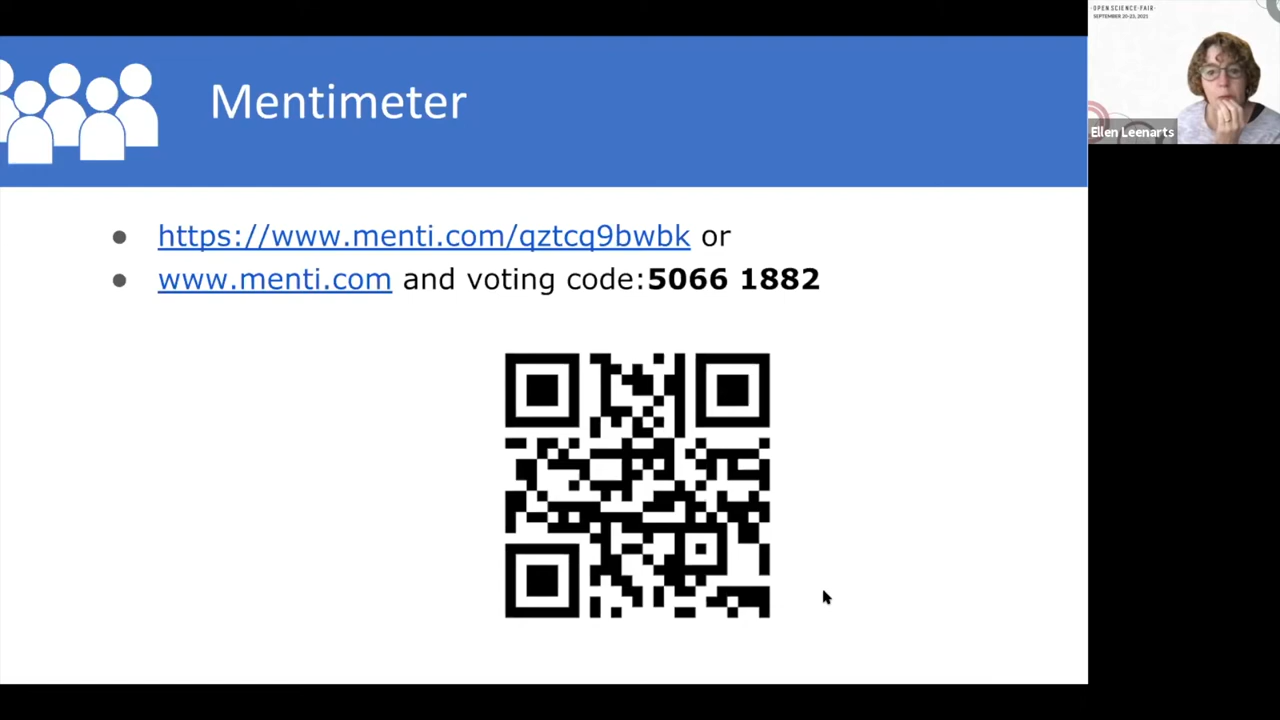 ·OPEN SCIENCE FAIR·
SEPTEMBER 20-23, 2021
Mentimeter
Ellen Leenarts
https://www.menti.com/qztcq9bwbk or
www.menti.com and voting code:5066 1882